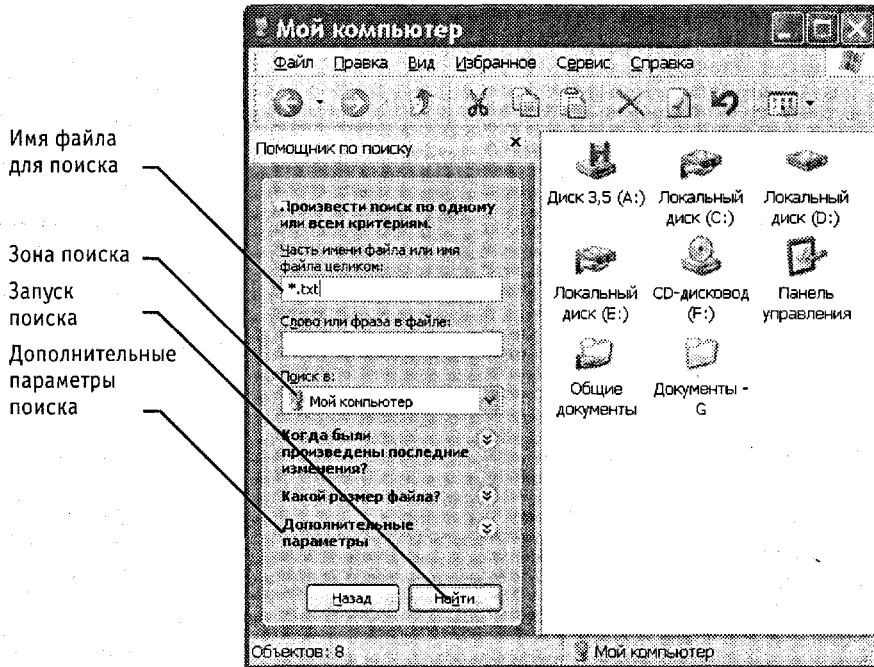 Мой компьютер
Файл Правка Вид Избранное Сервис Справка
Имя файла
для поиска
Зона поиска
Запуск
поиска
Дополнительные
параметры
поиска
Помощник по поиску
Произвести поиск по одному
или всем критериям.
Часть имени файла или имя
файла целиком:
*.txt
Слово или фраза в файле:
Поиск в:
Мой компьютер
Когда были
произведены последние
изменения?
Какой размер файла?
Дополнительные
параметры
Назад Найти
Диск 3,5 (A:)
Локальный
диск (C:)
Локальный
диск (D:)
Локальный
диск (E:)
CD-дисковод
(F:)
Панель
управления
Общие
документы
Документы -
G
Объектов: 8
Мой компьютер